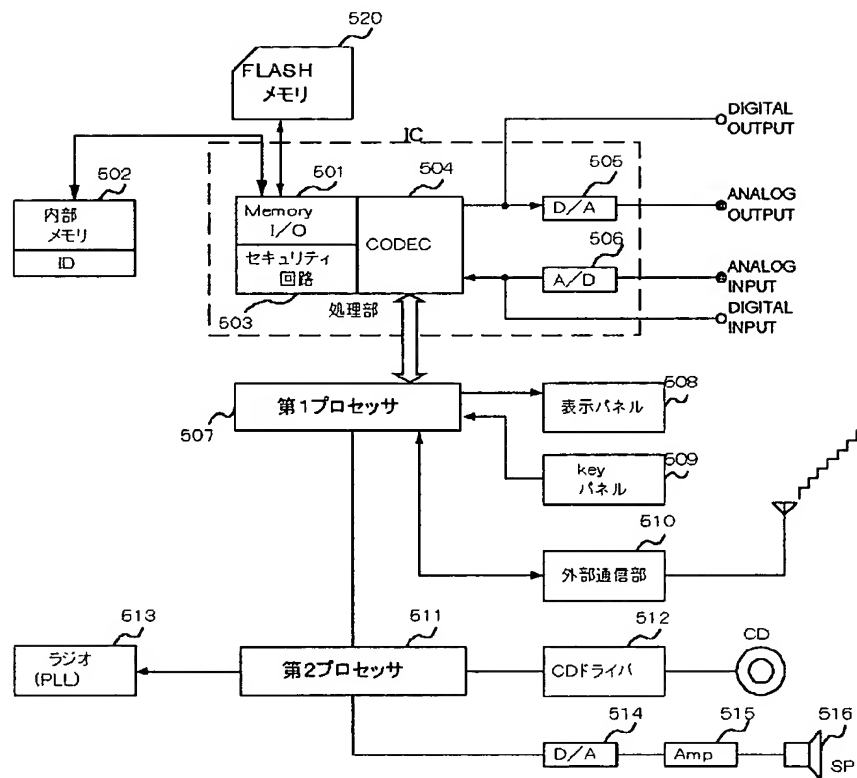 520
FLASH
メモリ
IC
DIGITAL
OUTPUT
502
501
504
505
内部
メモリ
ID
Memory
I/O
CODEC
D/A
ANALOG
OUTPUT
セキュリティ
回路
506
A/D
ANALOG
INPUT
503
処理部
DIGITAL
INPUT
507
第1プロセッサ
508
表示パネル
509
key
パネル
510
外部通信部
513
511
512
CD
ラジオ
(PLL)
第2プロセッサ
CDドライバ
514
515
516
D/A
Amp
SP